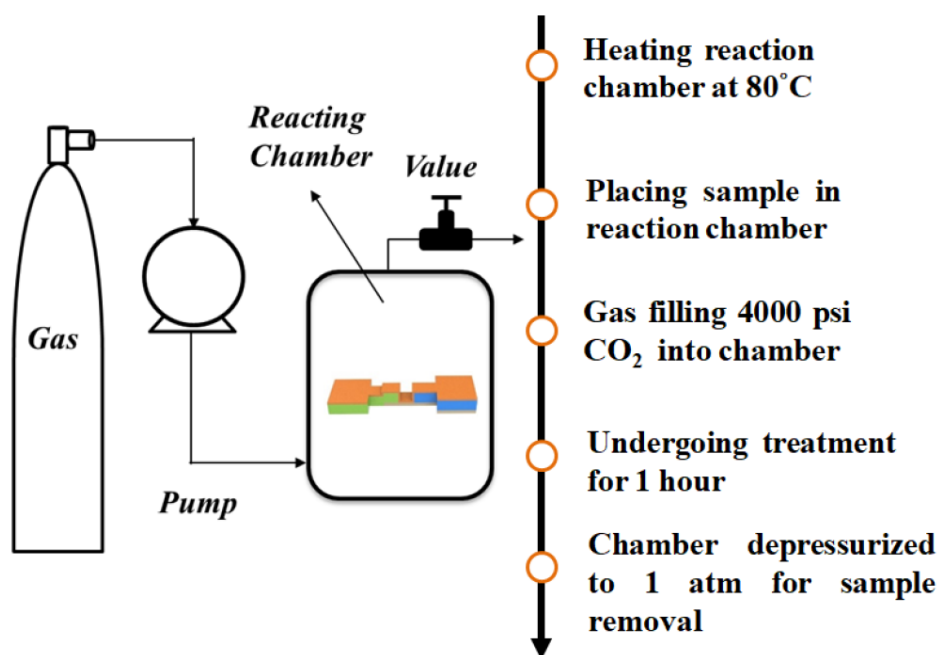 Gas
Pump
Reacting
Chamber
Value
Heating reaction
chamber at 80°C
Placing sample in
reaction chamber
Gas filling 4000 psi
CO₂ into chamber
Undergoing treatment
for 1 hour
Chamber depressurized
to 1 atm for sample
removal